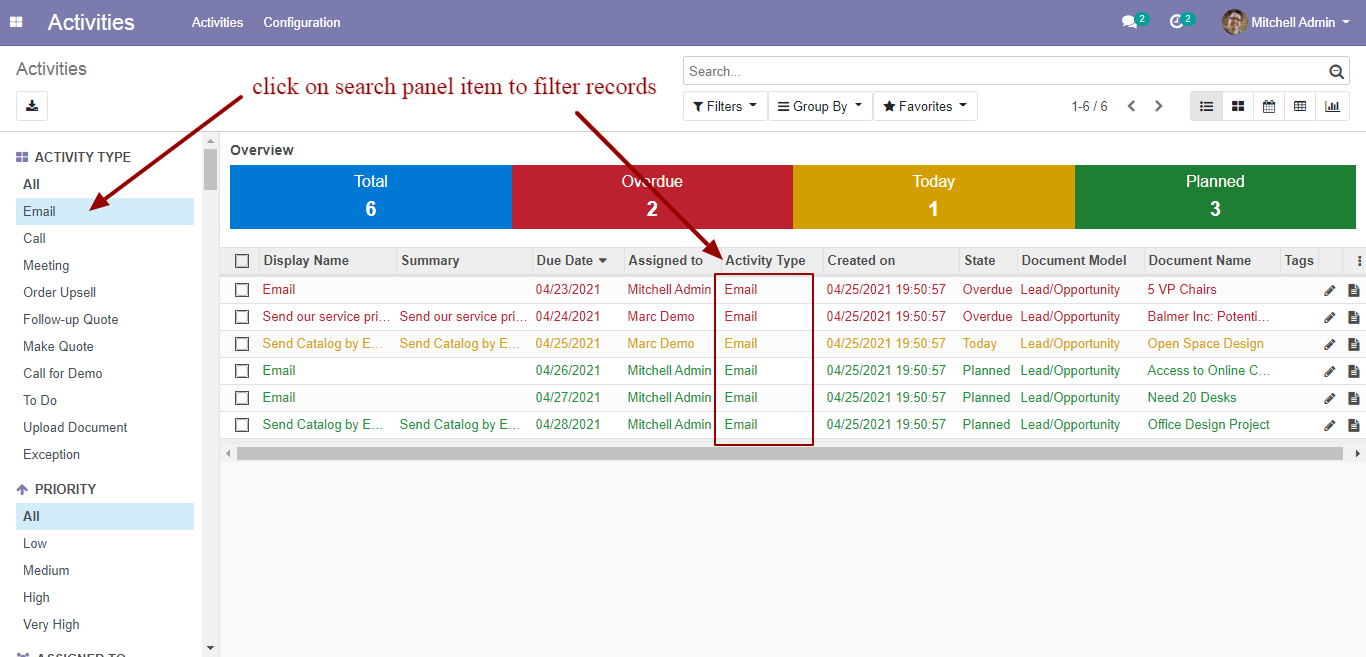 Activities Activities Configuration 2 2 Mitchell Admin
Activities
Search...
click on search panel item to filter records
Filters Group By Favorites 1-6 / 6
ACTIVITY TYPE
All
Email
Call
Meeting
Order Upsell
Follow-up Quote
Make Quote
Call for Demo
To Do
Upload Document
Exception
PRIORITY
All
Low
Medium
High
Very High
ASSIGNED TO
Overview
Total Overdue Today Planned
6 2 1 3
Display Name Summary Due Date Assigned to Activity Type Created on State Document Model Document Name Tags
Email 04/23/2021 Mitchell Admin Email 04/25/2021 19:50:57 Overdue Lead/Opportunity 5 VP Chairs
Send our service pri... Send our service pri... 04/24/2021 Marc Demo Email 04/25/2021 19:50:57 Overdue Lead/Opportunity Balmer Inc: Potenti...
Send Catalog by E... Send Catalog by E... 04/25/2021 Marc Demo Email 04/25/2021 19:50:57 Today Lead/Opportunity Open Space Design
Email 04/26/2021 Mitchell Admin Email 04/25/2021 19:50:57 Planned Lead/Opportunity Access to Online C...
Email 04/27/2021 Mitchell Admin Email 04/25/2021 19:50:57 Planned Lead/Opportunity Need 20 Desks
Send Catalog by E... Send Catalog by E... 04/28/2021 Mitchell Admin Email 04/25/2021 19:50:57 Planned Lead/Opportunity Office Design Project